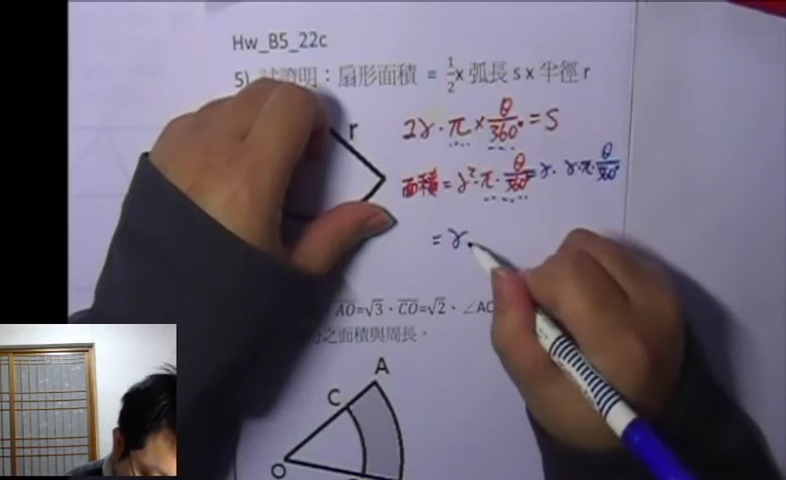 Hw_B5_22c
5) 試證明：扇形面積 = 1/2 x 弧長 s x 半徑 r
r
2r·π×θ/360°=S
面積=r²·π·θ/360°=r·r·π·θ/360°
=r·
AO=√3、CO=√2、∠AC
之面積與周長。
A
C
O